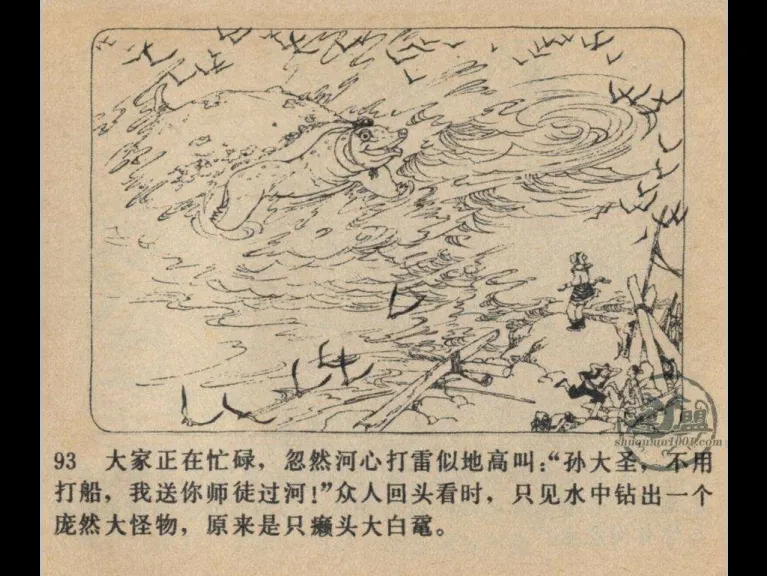 93 大家正在忙碌，忽然河心打雷似地高叫：“孙大圣，不用
打船，我送你师徒过河！”众人回头看时，只见水中钻出一个
庞然大怪物，原来是只癞头大白鼋。
shuquun1001.com
盟